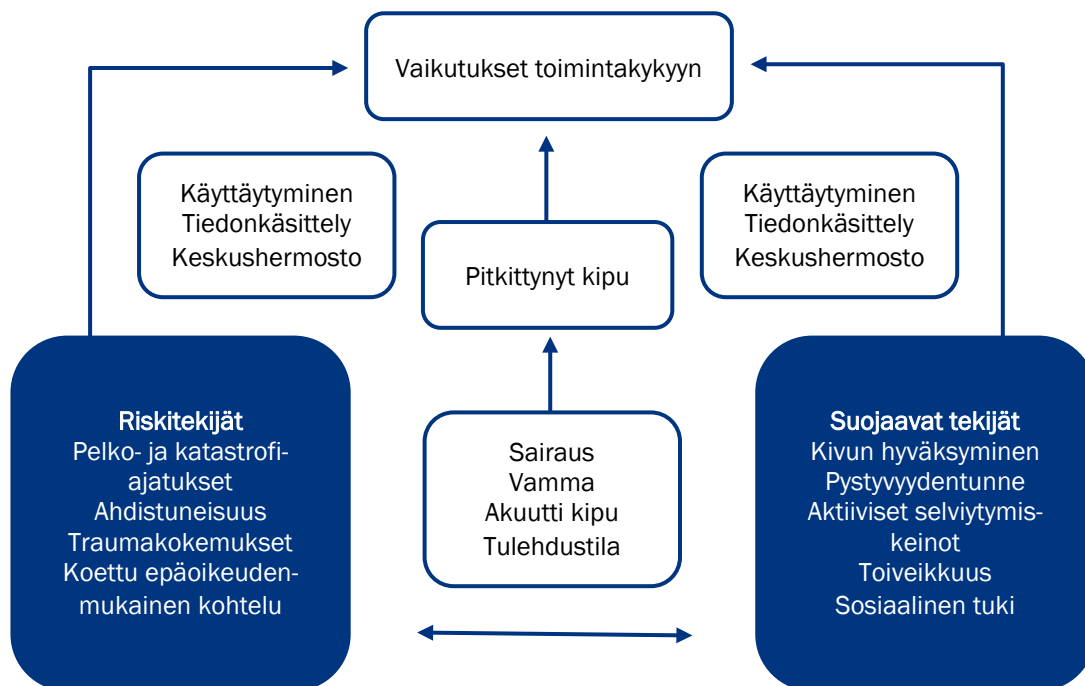 Vaikutukset toimintakykyyn
Käyttäytyminen
Tiedonkäsittely
Keskushermosto
Käyttäytyminen
Tiedonkäsittely
Keskushermosto
Pitkittynyt kipu
Riskitekijät
Pelko- ja katastrofi-
ajatukset
Ahdistuneisuus
Traumakokemukset
Koettu epäoikeuden-
mukainen kohtelu
Sairaus
Vamma
Akuutti kipu
Tulehdustila
Suojaavat tekijät
Kivun hyväksyminen
Pystyvyydentunne
Aktiiviset selviytymis-
keinot
Toiveikkuus
Sosiaalinen tuki